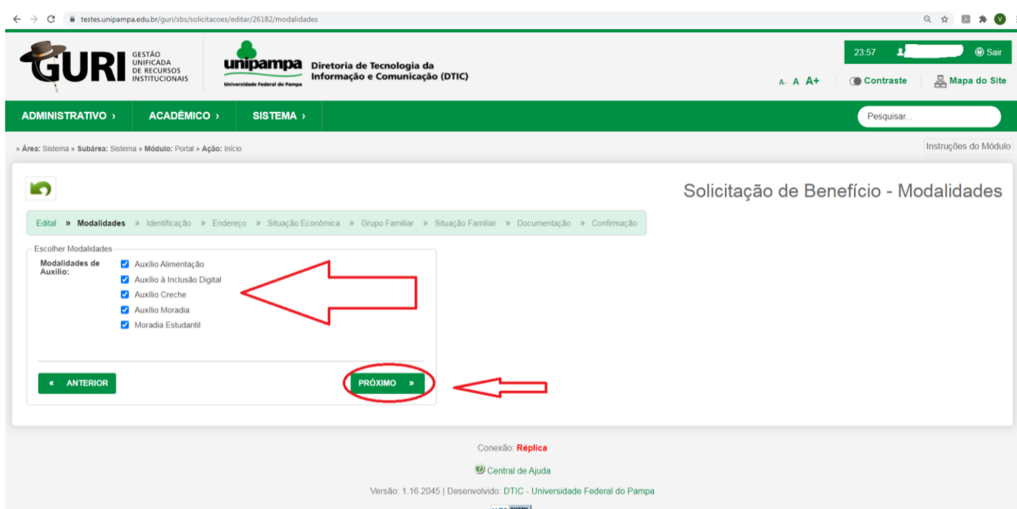 testes.unipampa.edu.br/guri/sbs/solicitacoes/editar/26182/modalidades
GURI GESTÃO UNIFICADA DE RECURSOS INSTITUCIONAIS
unipampa
Universidade Federal do Pampa
Diretoria de Tecnologia da
Informação e Comunicação (DTIC)
23:57 Sair
A- A A+ Contraste Mapa do Site
ADMINISTRATIVO › ACADÊMICO › SISTEMA › Pesquisar...
» Área: Sistema » Subárea: Sistema » Módulo: Portal » Ação: Início Instruções do Módulo
Solicitação de Benefício - Modalidades
Edital » Modalidades » Identificação » Endereço » Situação Econômica » Grupo Familiar » Situação Familiar » Documentação » Confirmação
Escolher Modalidades
Modalidades de Auxílio:
Auxílio Alimentação
Auxílio à Inclusão Digital
Auxílio Creche
Auxílio Moradia
Moradia Estudantil
« ANTERIOR PRÓXIMO »
Conexão: Réplica
Central de Ajuda
Versão: 1.16.2045 | Desenvolvido: DTIC - Universidade Federal do Pampa